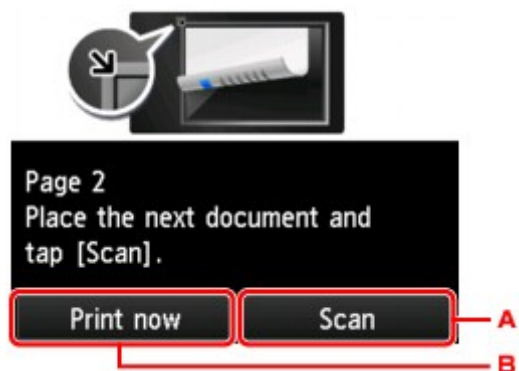 Page 2
Place the next document and
tap [Scan].
Print now
Scan
A
B